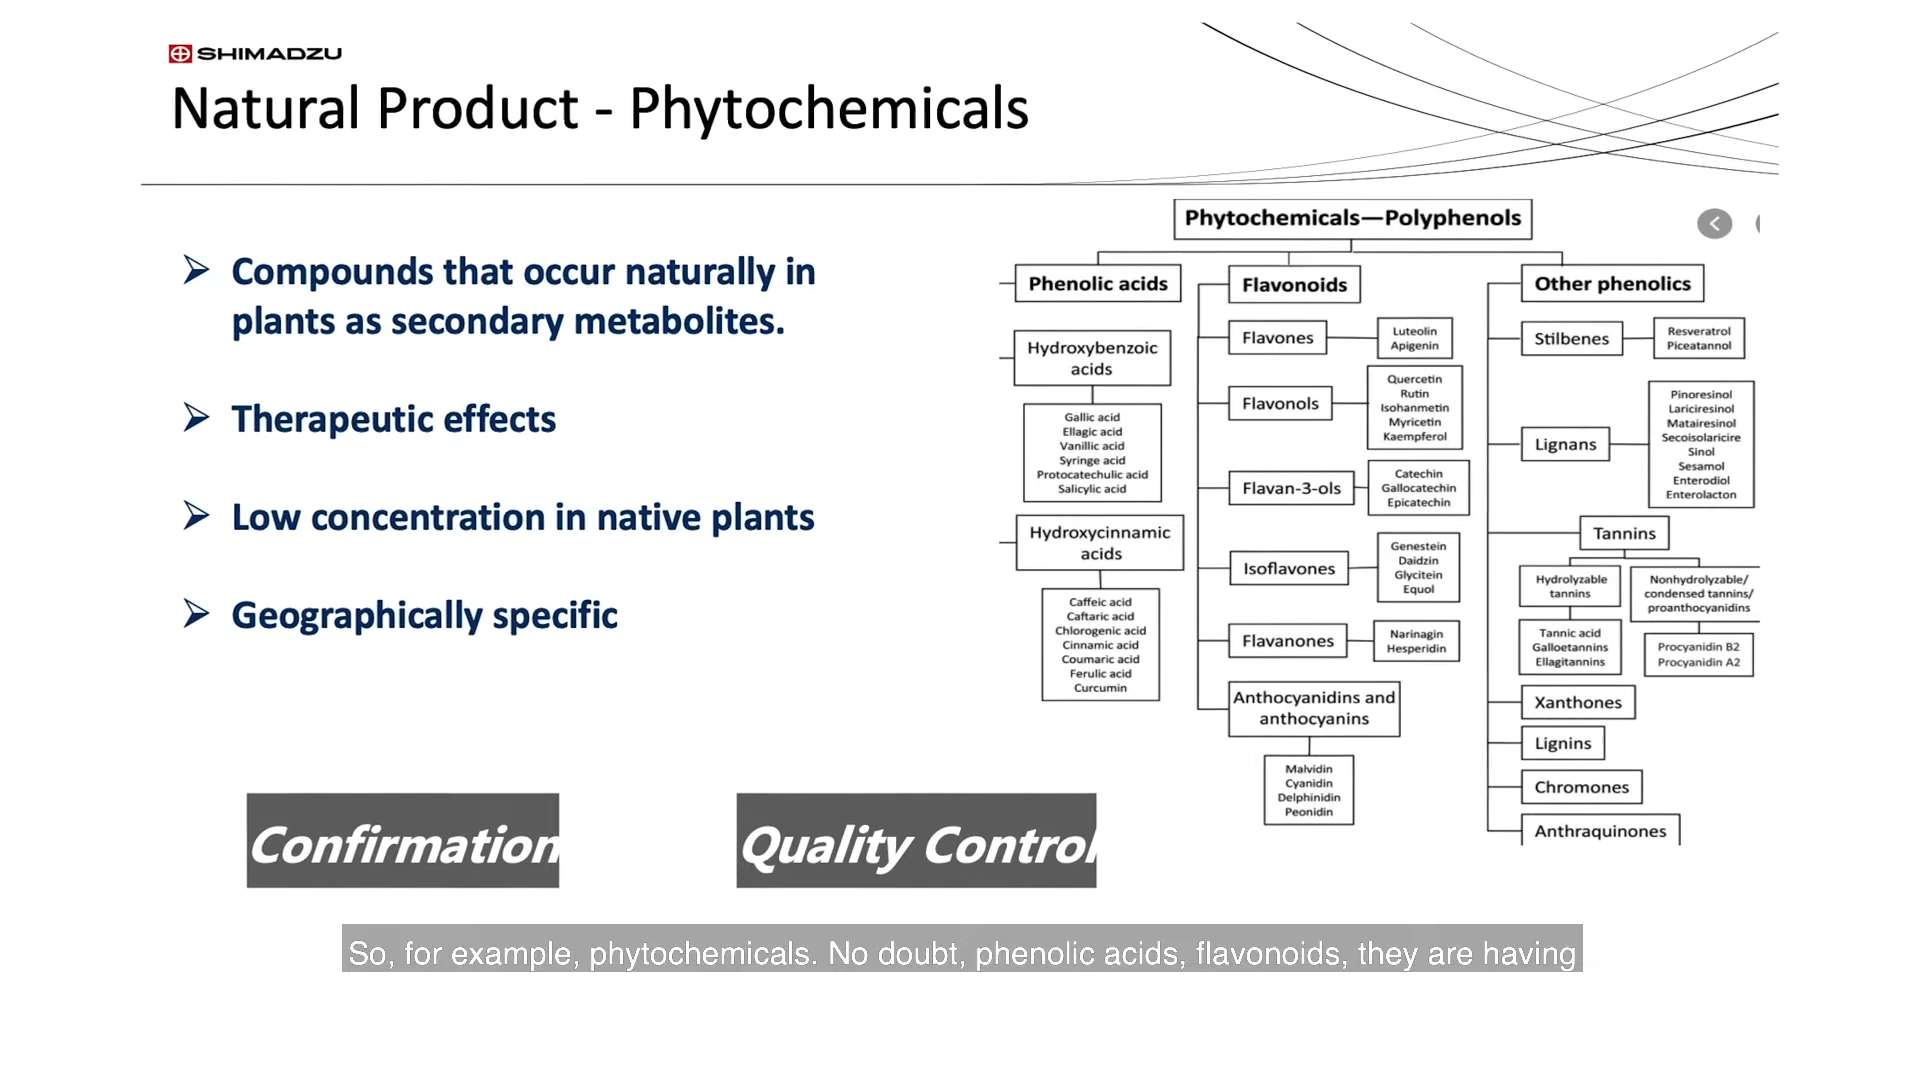 SHIMADZU
Natural Product - Phytochemicals
Compounds that occur naturally in
plants as secondary metabolites.
Therapeutic effects
Low concentration in native plants
Geographically specific
Confirmation
Quality Control
Phytochemicals—Polyphenols
Phenolic acids
Hydroxybenzoic
acids
Gallic acid
Ellagic acid
Vanillic acid
Syringe acid
Protocatechulic acid
Salicylic acid
Hydroxycinnamic
acids
Caffeic acid
Caftaric acid
Chlorogenic acid
Cinnamic acid
Coumaric acid
Ferulic acid
Curcumin
Flavonoids
Flavones
Luteolin
Apigenin
Flavonols
Quercetin
Rutin
Isohanmetin
Myricetin
Kaempferol
Flavan-3-ols
Catechin
Gallocatechin
Epicatechin
Isoflavones
Genestein
Daidzin
Glycitein
Equol
Flavanones
Narinagin
Hesperidin
Anthocyanidins and
anthocyanins
Malvidin
Cyanidin
Delphinidin
Peonidin
Other phenolics
Stilbenes
Resveratrol
Piceatannol
Lignans
Pinoresinol
Lariciresinol
Matairesinol
Secoisolaricire
Sinol
Sesamol
Enterodiol
Enterolacton
Tannins
Hydrolyzable
tannins
Tannic acid
Galloetannins
Ellagitannins
Nonhydrolyzable/
condensed tannins/
proanthocyanidins
Procyanidin B2
Procyanidin A2
Xanthones
Lignins
Chromones
Anthraquinones
So, for example, phytochemicals. No doubt, phenolic acids, flavonoids, they are having